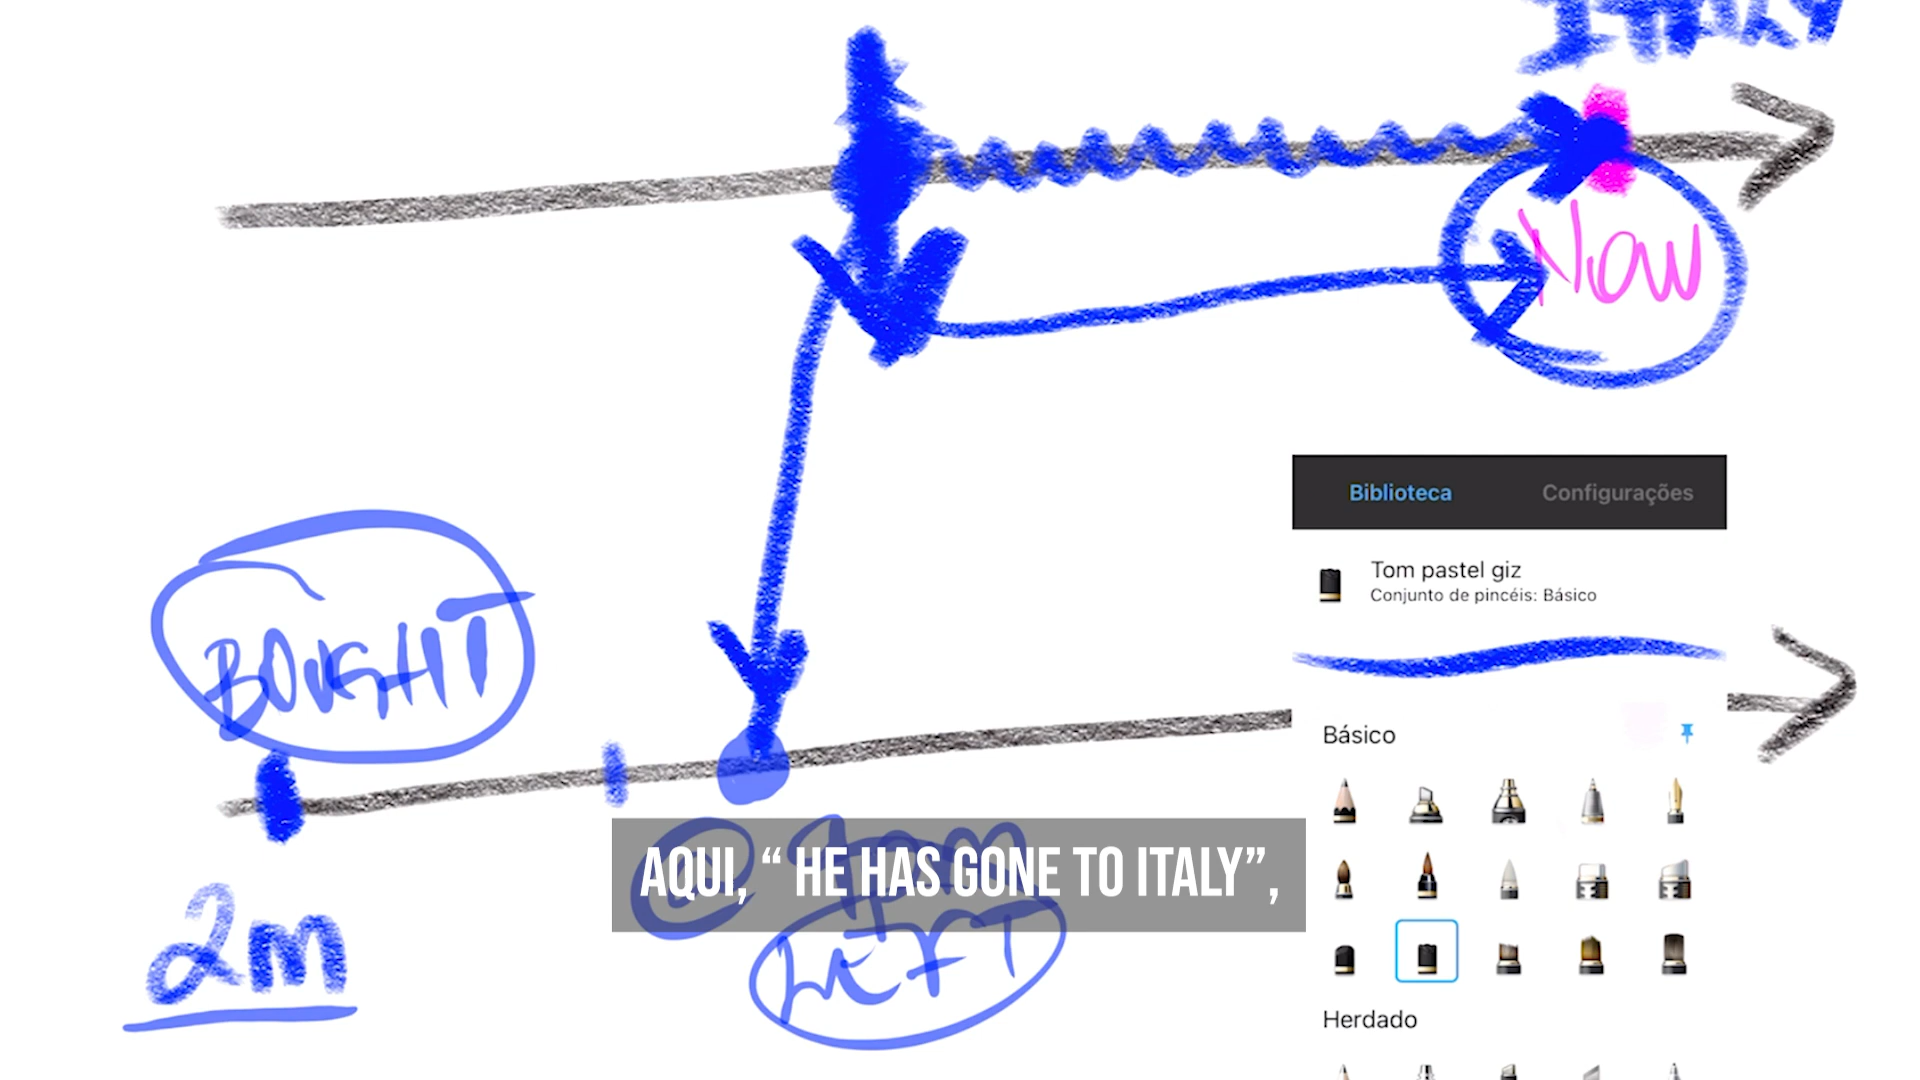 ITALY
Now
Biblioteca Configurações
Tom pastel giz
Conjunto de pincéis: Básico
BOUGHT
Básico
AQUI, “ HE HAS GONE TO ITALY”,
@ 9pm
LEFT
2m
Herdado